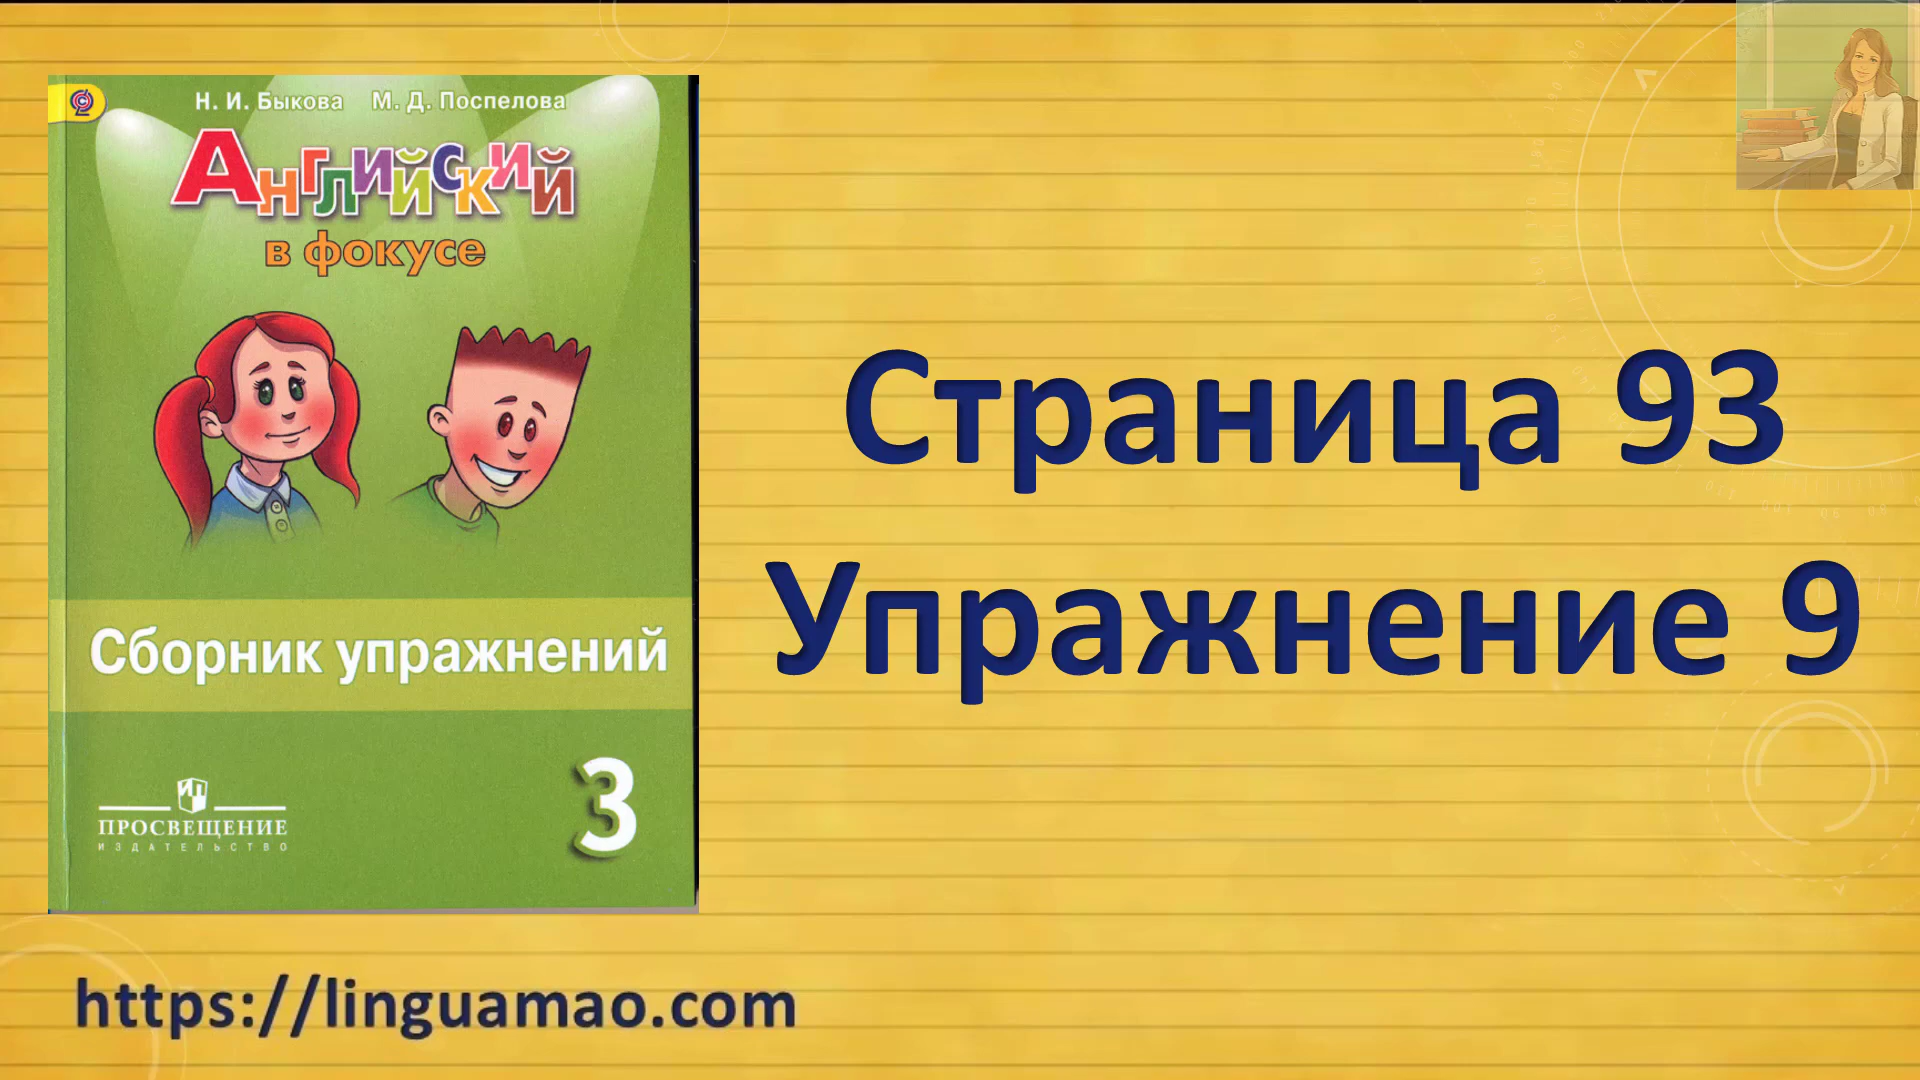 Н. И. Быкова М. Д. Поспелова
Английский
в фокусе
Сборник упражнений
3
ПРОСВЕЩЕНИЕ
ИЗДАТЕЛЬСТВО
Страница 93
Упражнение 9
https://linguamao.com